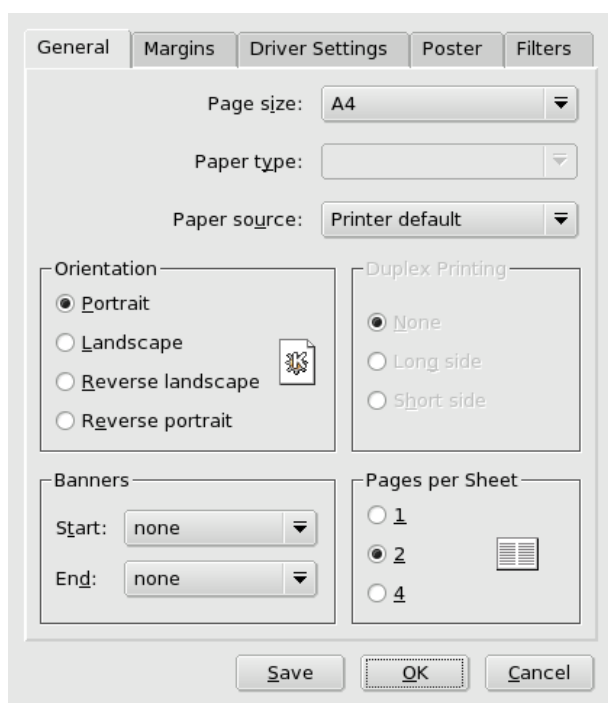 General Margins Driver Settings Poster Filters
Page size: A4
Paper type:
Paper source: Printer default
Orientation
Portrait
Landscape
Reverse landscape
Reverse portrait
Duplex Printing
None
Long side
Short side
Banners
Start: none
End: none
Pages per Sheet
1
2
4
Save OK Cancel